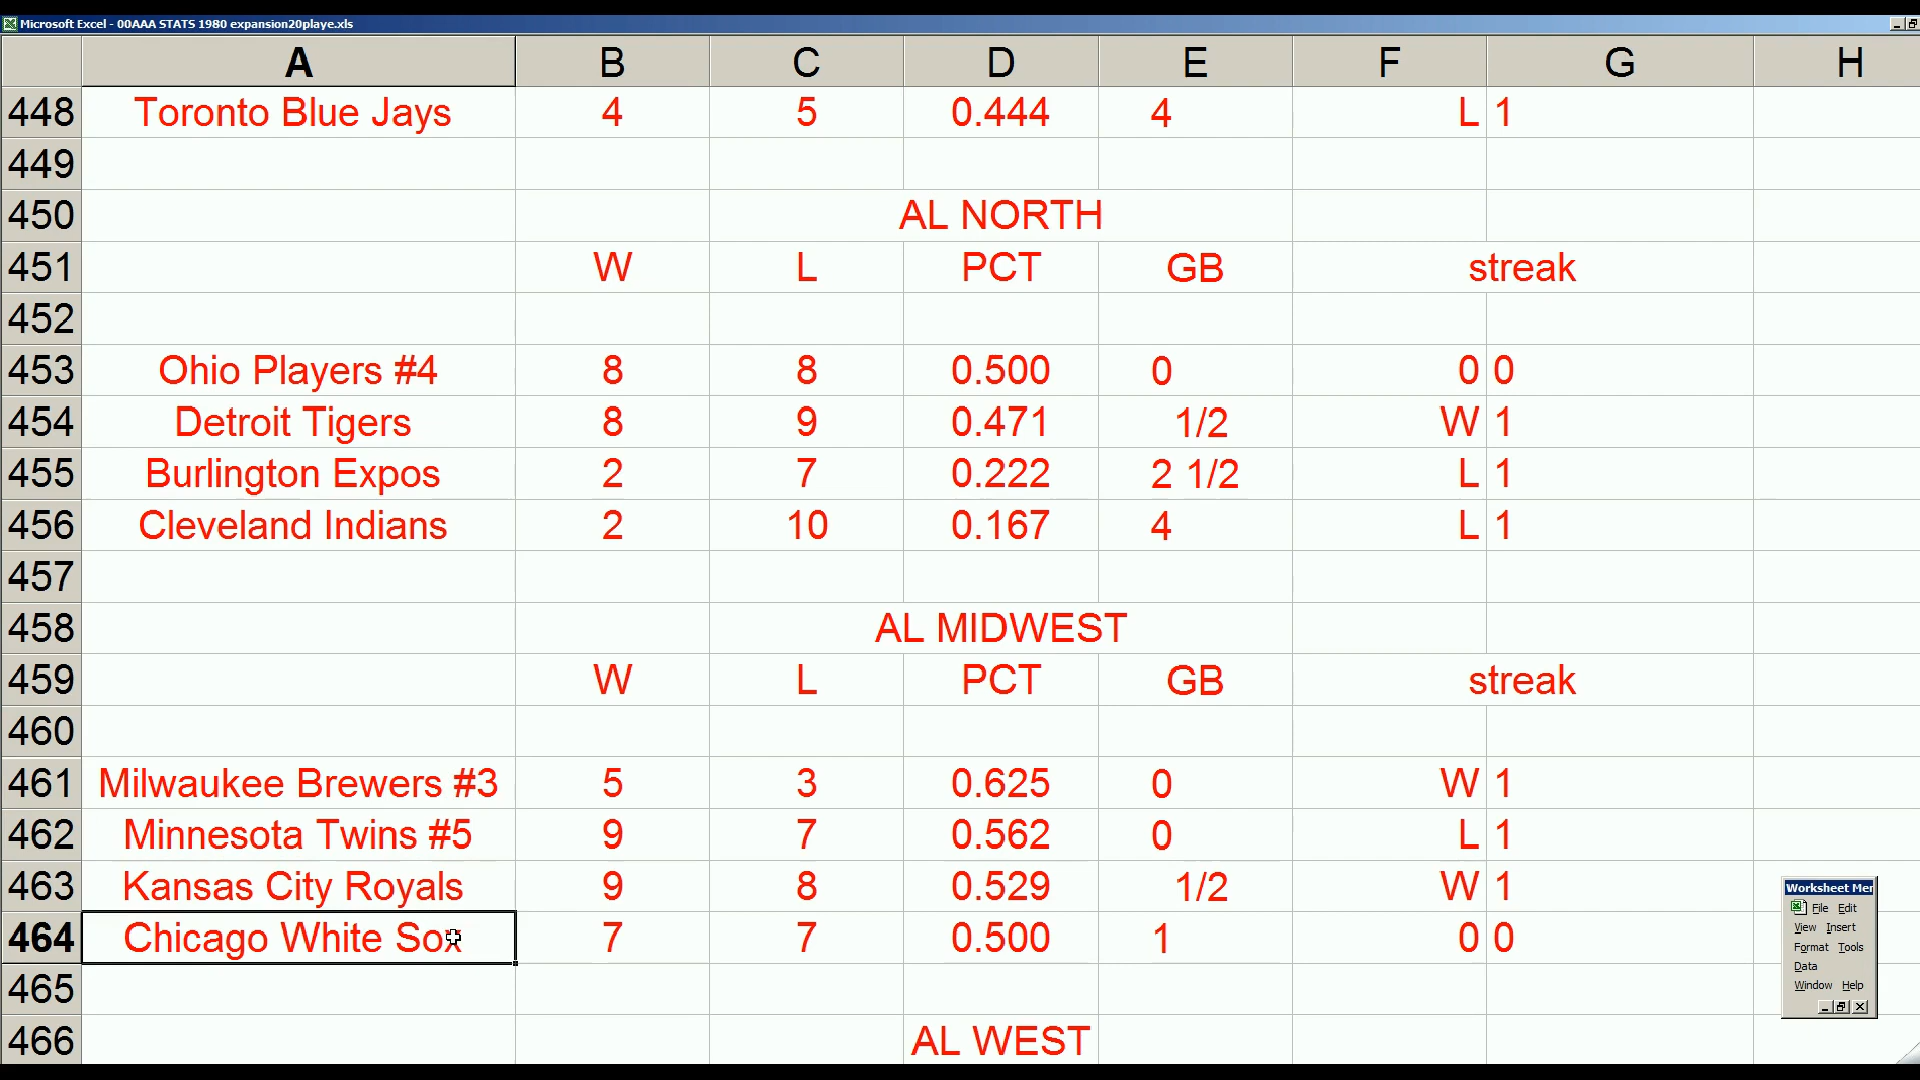 Microsoft Excel - 00AAA STATS 1980 expansion20playe.xls
A B C D E F G H
448 Toronto Blue Jays 4 5 0.444 4 L 1
449
450 AL NORTH
451 W L PCT GB streak
452
453 Ohio Players #4 8 8 0.500 0 0 0
454 Detroit Tigers 8 9 0.471 1/2 W 1
455 Burlington Expos 2 7 0.222 2 1/2 L 1
456 Cleveland Indians 2 10 0.167 4 L 1
457
458 AL MIDWEST
459 W L PCT GB streak
460
461 Milwaukee Brewers #3 5 3 0.625 0 W 1
462 Minnesota Twins #5 9 7 0.562 0 L 1
463 Kansas City Royals 9 8 0.529 1/2 W 1
464 Chicago White Sox 7 7 0.500 1 0 0
465
466 AL WEST
Worksheet Mer
File Edit
View Insert
Format Tools
Data
Window Help